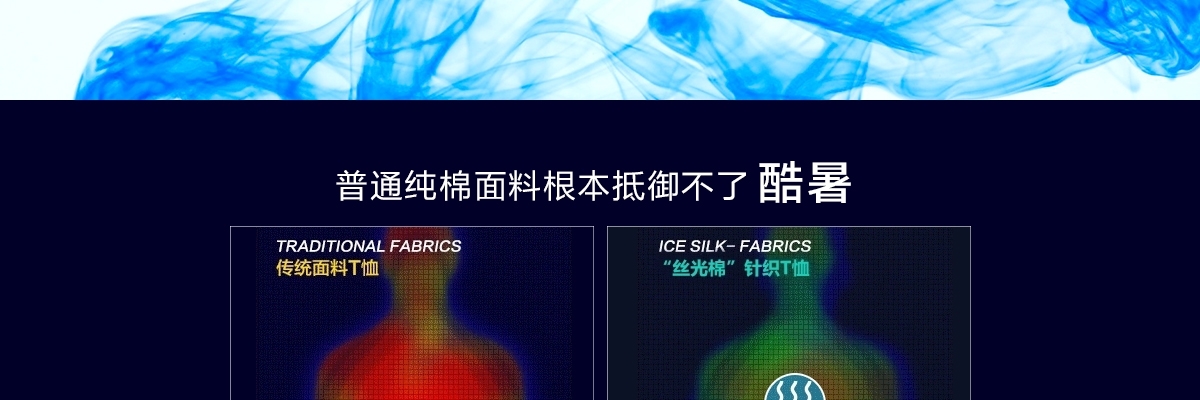 普通纯棉面料根本抵御不了 酷暑
TRADITIONAL FABRICS
传统面料T恤
ICE SILK- FABRICS
“丝光棉”针织T恤